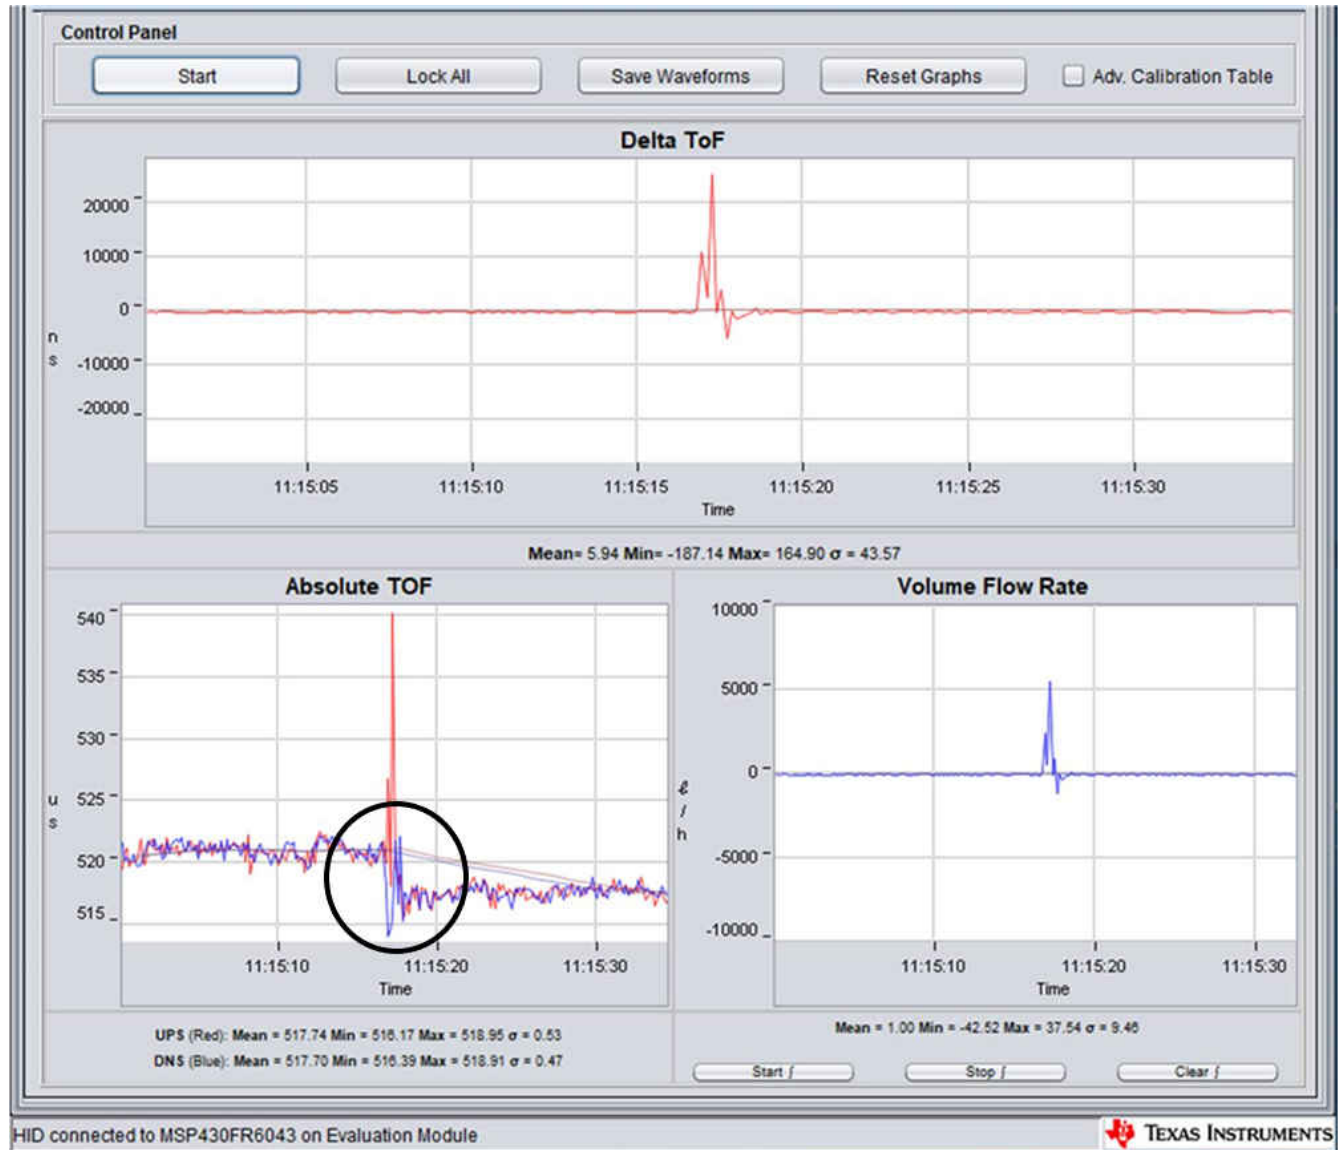 Control Panel
Start Lock All Save Waveforms Reset Graphs Adv. Calibration Table
Delta ToF
20000
10000
0
-10000
-20000
n
s
11:15:05 11:15:10 11:15:15 11:15:20 11:15:25 11:15:30
Time
Mean= 5.94 Min= -187.14 Max= 164.90 σ = 43.57
Absolute TOF
540
535
530
525
520
515
u
s
11:15:10 11:15:20 11:15:30
Time
UPS (Red): Mean = 517.74 Min = 516.17 Max = 518.95 σ = 0.53
DNS (Blue): Mean = 517.70 Min = 516.39 Max = 518.91 σ = 0.47
Volume Flow Rate
10000
5000
0
-5000
-10000
ℓ
/
h
11:15:10 11:15:20 11:15:30
Time
Mean = 1.00 Min = -42.52 Max = 37.54 σ = 9.46
Start ∫ Stop ∫ Clear ∫
HID connected to MSP430FR6043 on Evaluation Module
TEXAS INSTRUMENTS